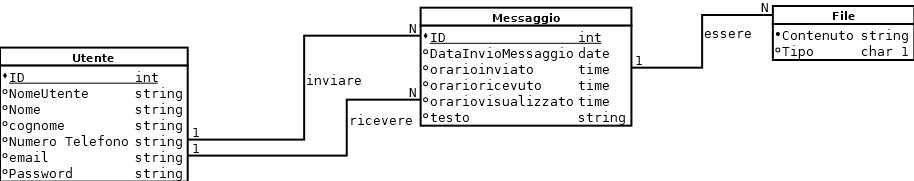 Utente
ID int
NomeUtente string
Nome string
cognome string
Numero Telefono string
email string
Password string
1
1
inviare
ricevere
N
N
Messaggio
ID int
DataInvioMessaggio date
orarioinviato time
orarioricevuto time
orariovisualizzato time
testo string
1
essere
N
File
Contenuto string
Tipo char 1